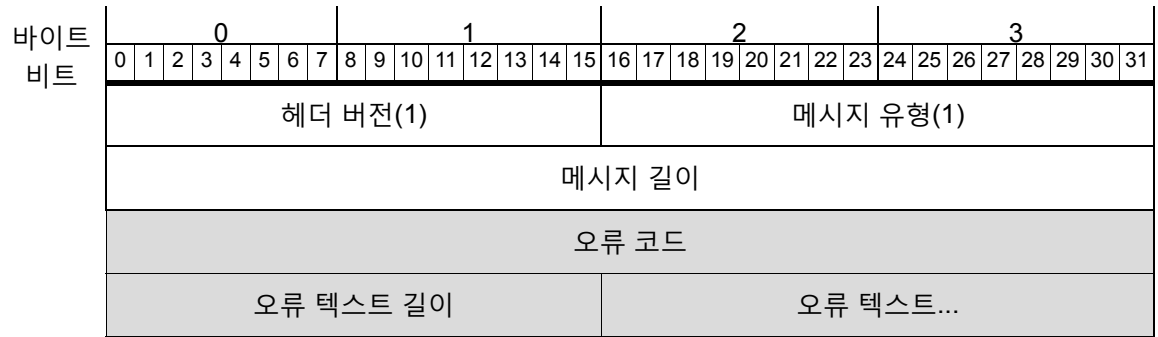 바이트 0 1 2 3
비트 0 1 2 3 4 5 6 7 8 9 10 11 12 13 14 15 16 17 18 19 20 21 22 23 24 25 26 27 28 29 30 31
헤더 버전(1) 메시지 유형(1)
메시지 길이
오류 코드
오류 텍스트 길이 오류 텍스트...